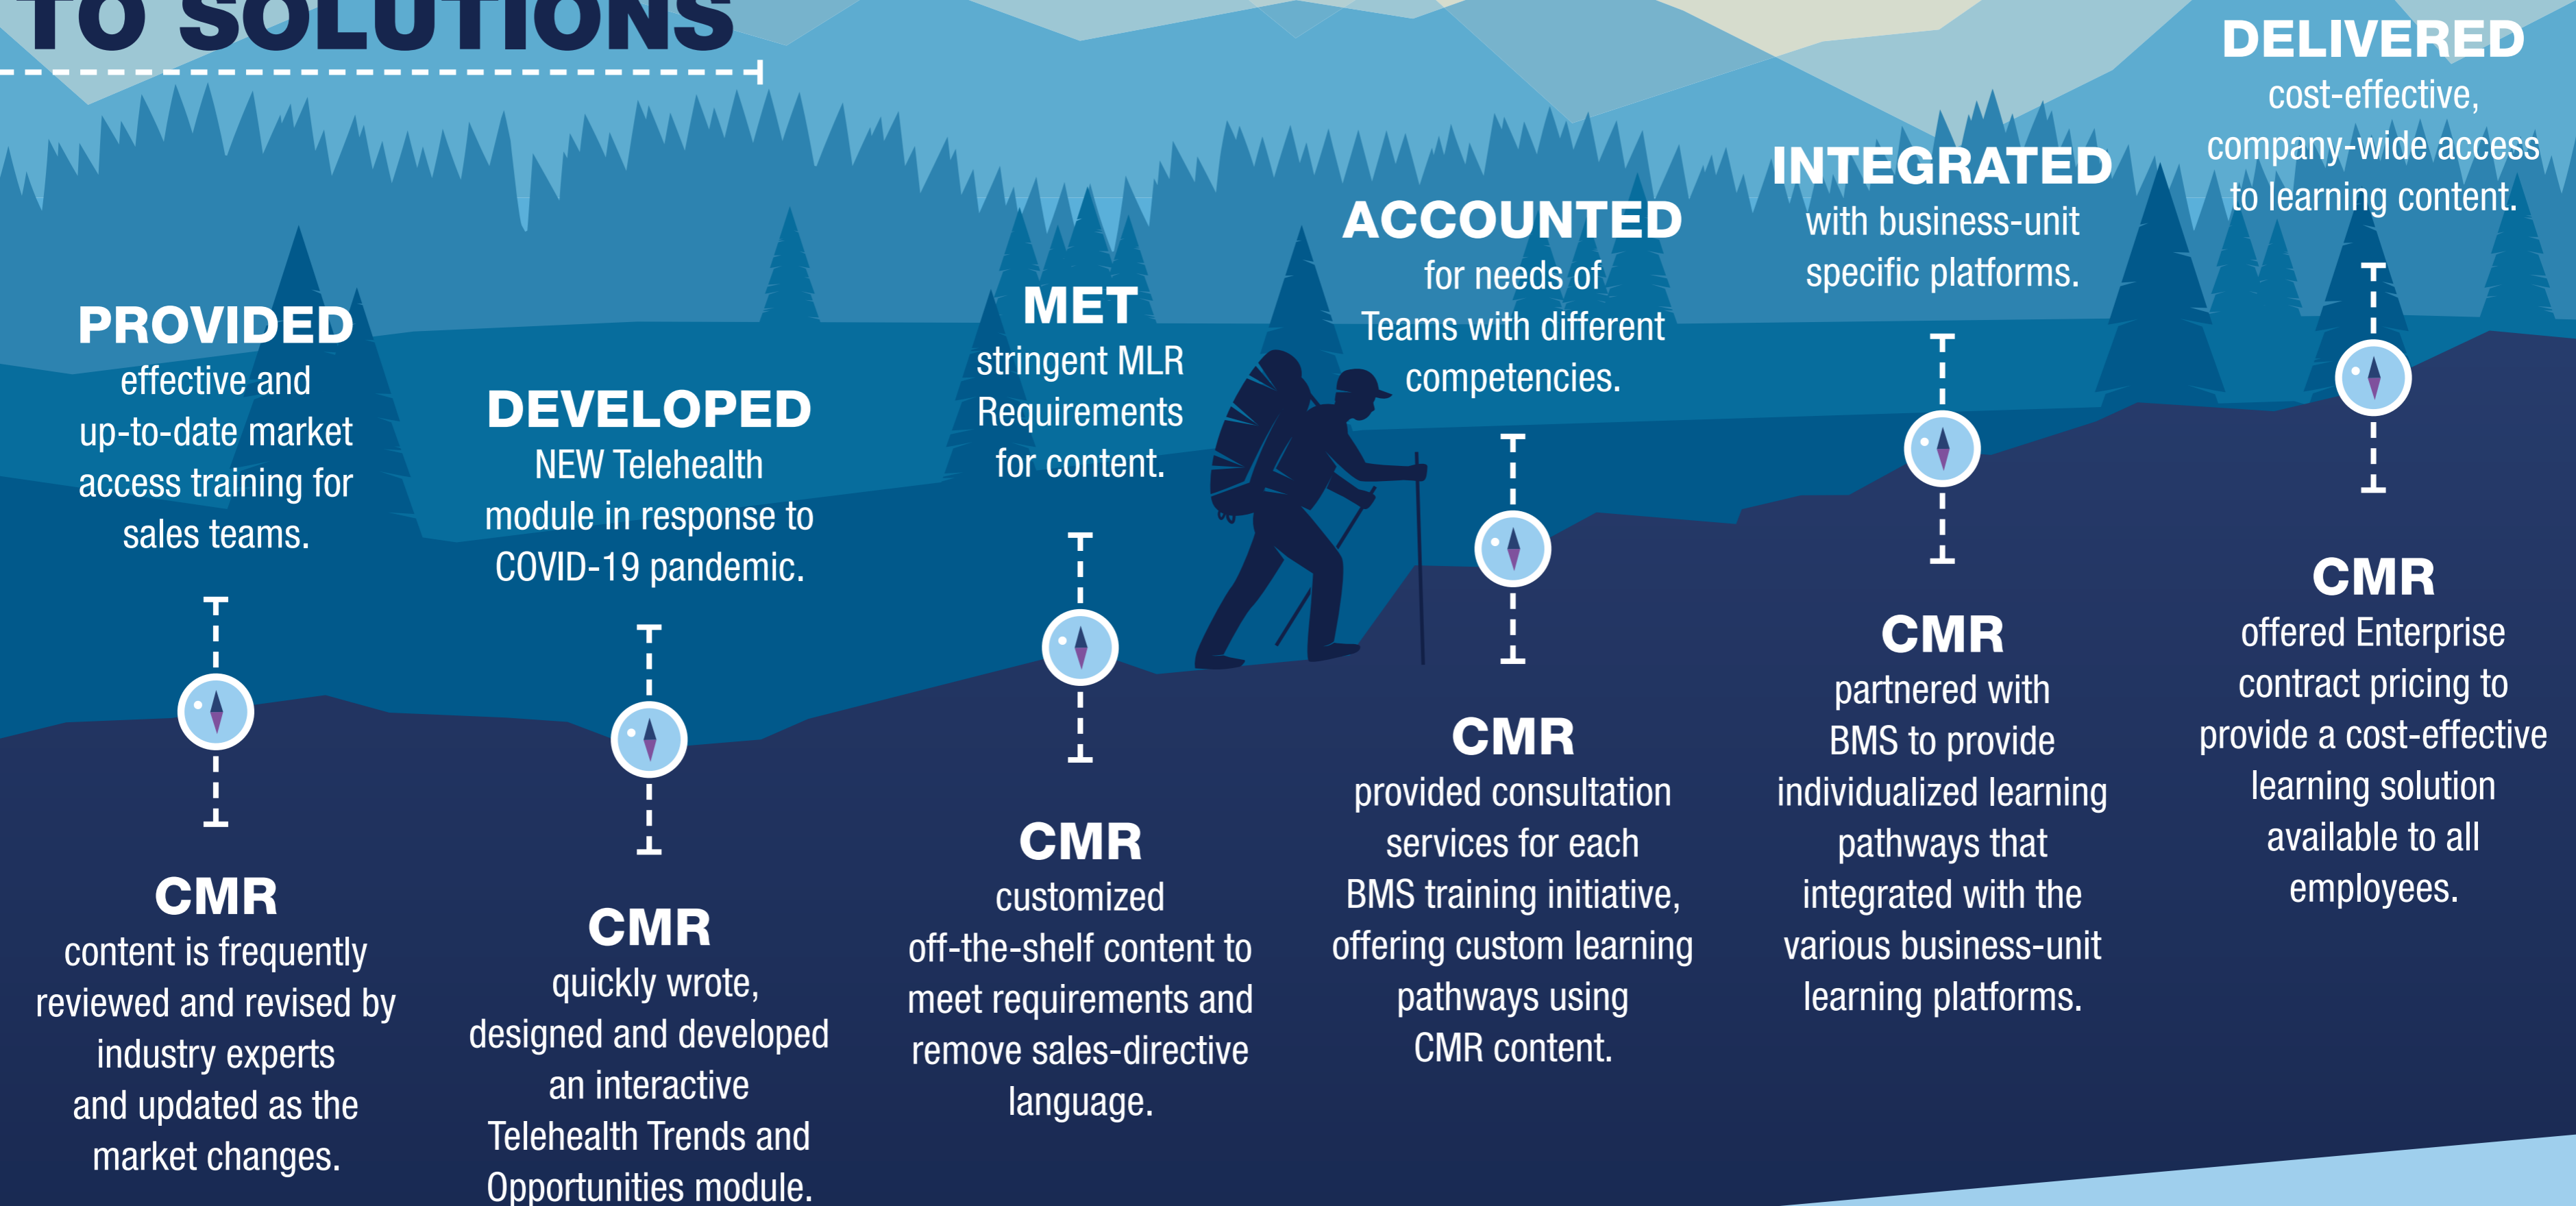 TO SOLUTIONS
PROVIDED
effective and
up-to-date market
access training for
sales teams.
CMR
content is frequently
reviewed and revised by
industry experts
and updated as the
market changes.
DEVELOPED
NEW Telehealth
module in response to
COVID-19 pandemic.
CMR
quickly wrote,
designed and developed
an interactive
Telehealth Trends and
Opportunities module.
MET
stringent MLR
Requirements
for content.
CMR
customized
off-the-shelf content to
meet requirements and
remove sales-directive
language.
ACCOUNTED
for needs of
Teams with different
competencies.
CMR
provided consultation
services for each
BMS training initiative,
offering custom learning
pathways using
CMR content.
INTEGRATED
with business-unit
specific platforms.
CMR
partnered with
BMS to provide
individualized learning
pathways that
integrated with the
various business-unit
learning platforms.
DELIVERED
cost-effective,
company-wide access
to learning content.
CMR
offered Enterprise
contract pricing to
provide a cost-effective
learning solution
available to all
employees.